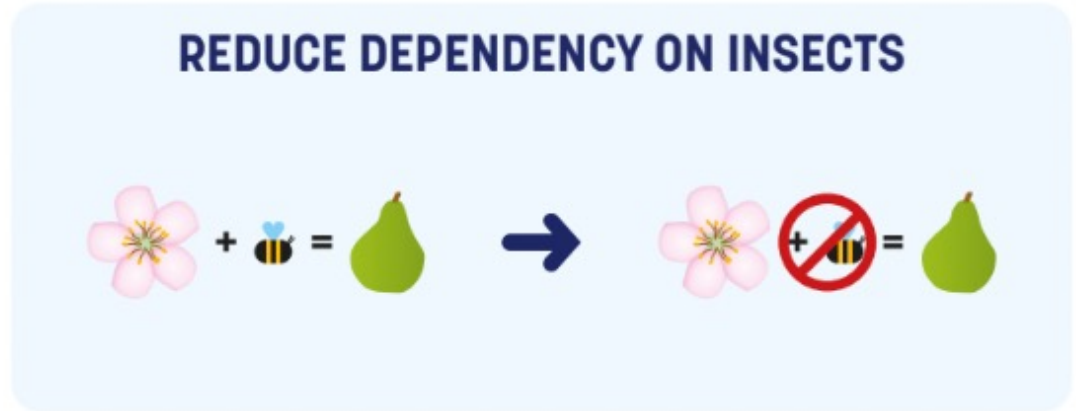 REDUCE DEPENDENCY ON INSECTS
+ = + =